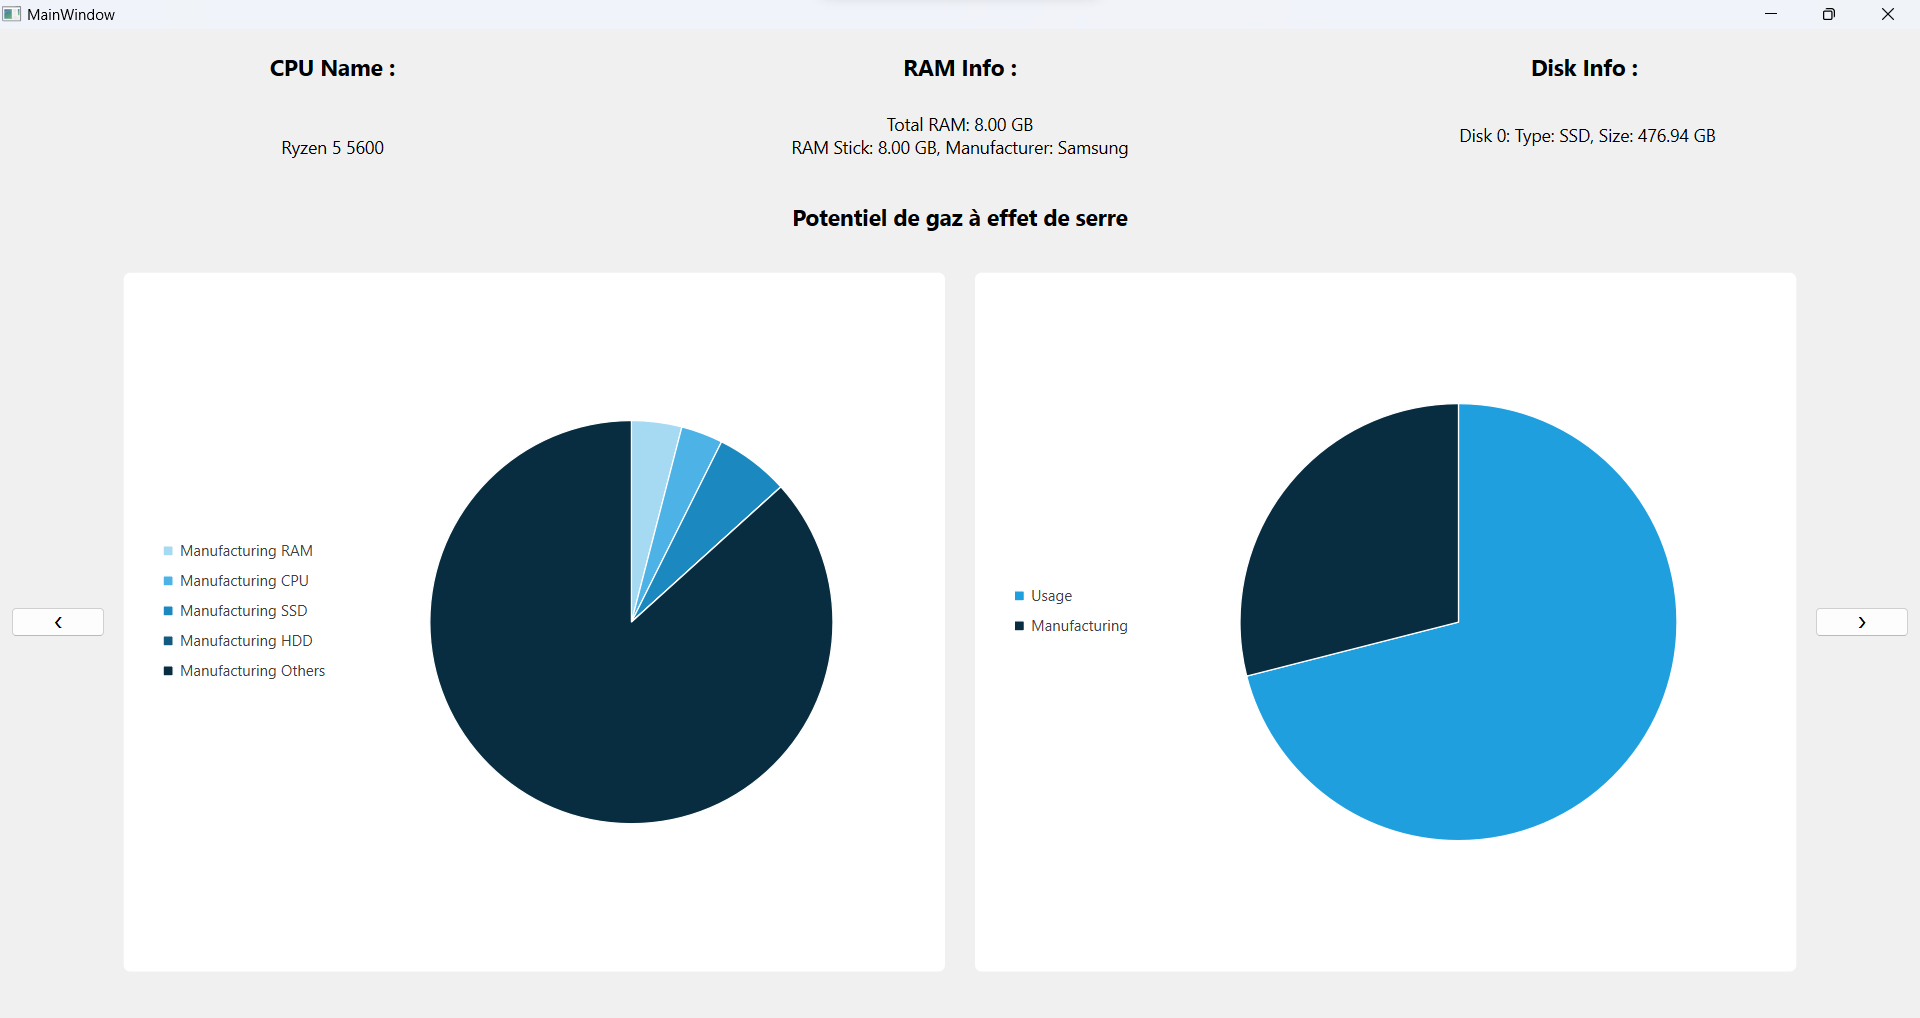 MainWindow
CPU Name :
RAM Info :
Disk Info :
Ryzen 5 5600
Total RAM: 8.00 GB
RAM Stick: 8.00 GB, Manufacturer: Samsung
Disk 0: Type: SSD, Size: 476.94 GB
Potentiel de gaz à effet de serre
Manufacturing RAM
Manufacturing CPU
Manufacturing SSD
Manufacturing HDD
Manufacturing Others
Usage
Manufacturing